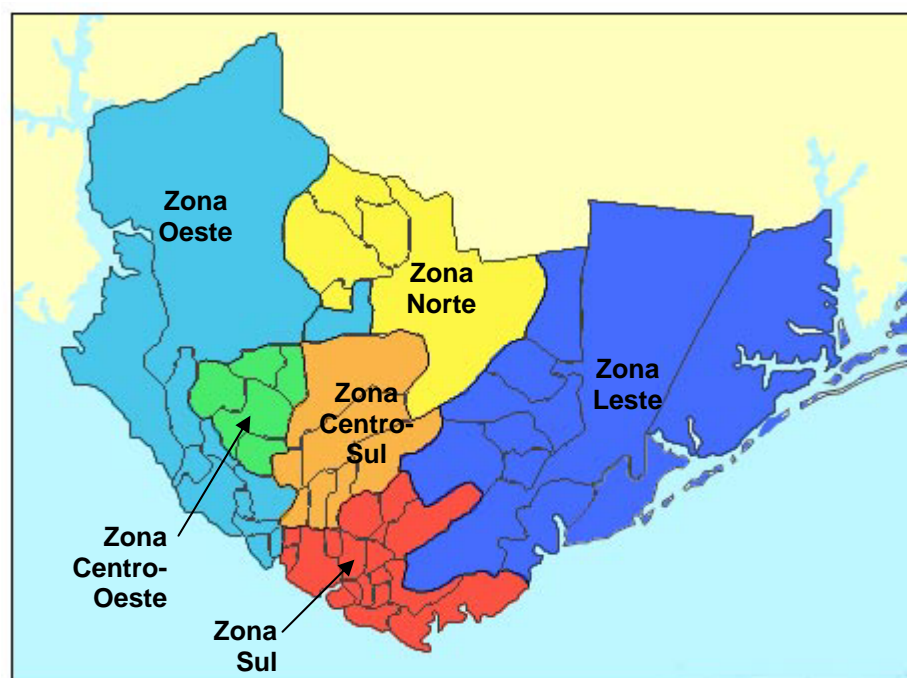 Zona
Oeste
Zona
Norte
Zona
Leste
Zona
Centro-
Sul
Zona
Centro-
Oeste
Zona
Sul